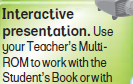 Interactive
presentation. Use
your Teacher's Multi-
ROM to work with the
Student's Book or with